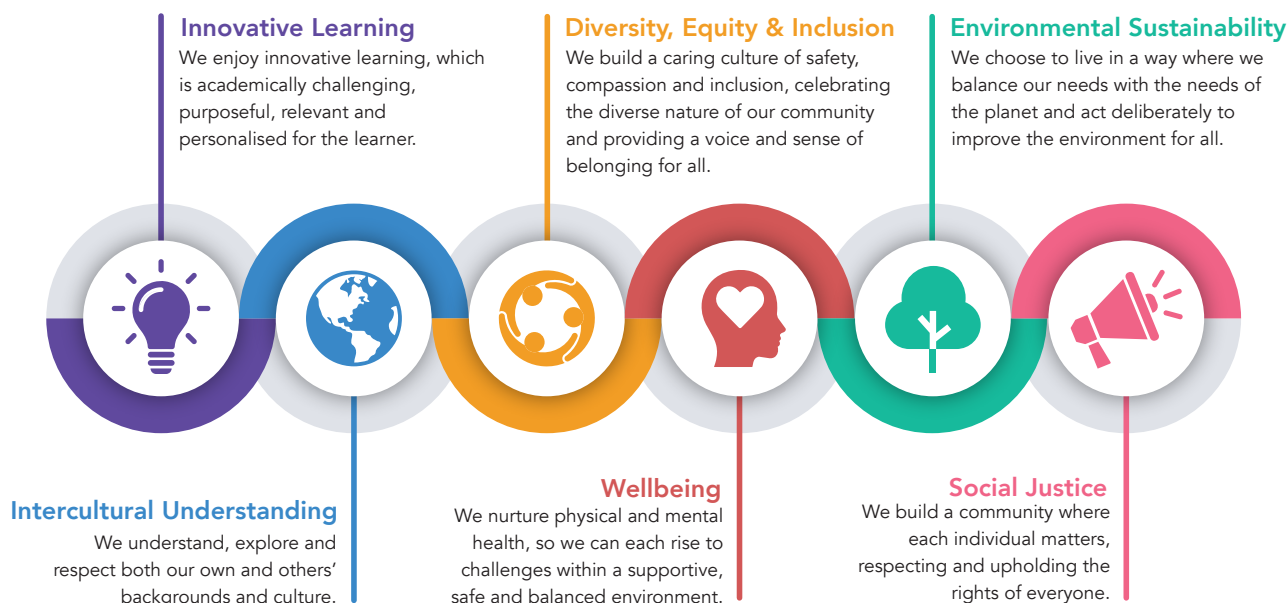 Innovative Learning
We enjoy innovative learning, which
is academically challenging,
purposeful, relevant and
personalised for the learner.
Diversity, Equity & Inclusion
We build a caring culture of safety,
compassion and inclusion, celebrating
the diverse nature of our community
and providing a voice and sense of
belonging for all.
Environmental Sustainability
We choose to live in a way where we
balance our needs with the needs of
the planet and act deliberately to
improve the environment for all.
Intercultural Understanding
We understand, explore and
respect both our own and others’
backgrounds and culture.
Wellbeing
We nurture physical and mental
health, so we can each rise to
challenges within a supportive,
safe and balanced environment.
Social Justice
We build a community where
each individual matters,
respecting and upholding the
rights of everyone.